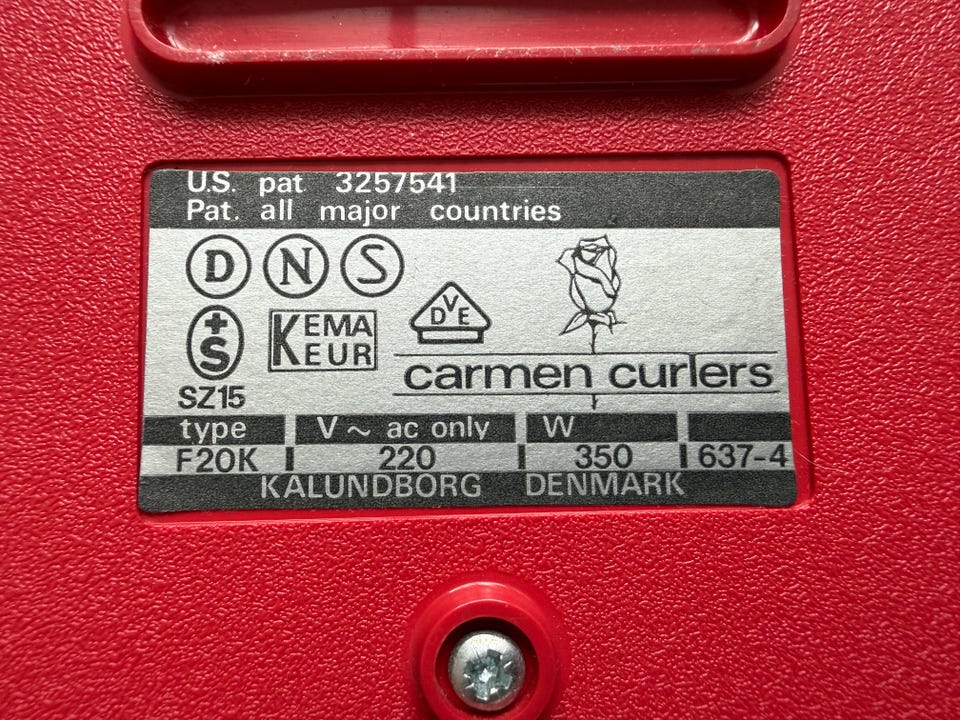 U.S. pat 3257541
Pat. all major countries
D N S
DVE
+S
KEMA
KEUR
carmen curlers
SZ15
type V ~ ac only W
F20K 220 350 637-4
KALUNDBORG DENMARK